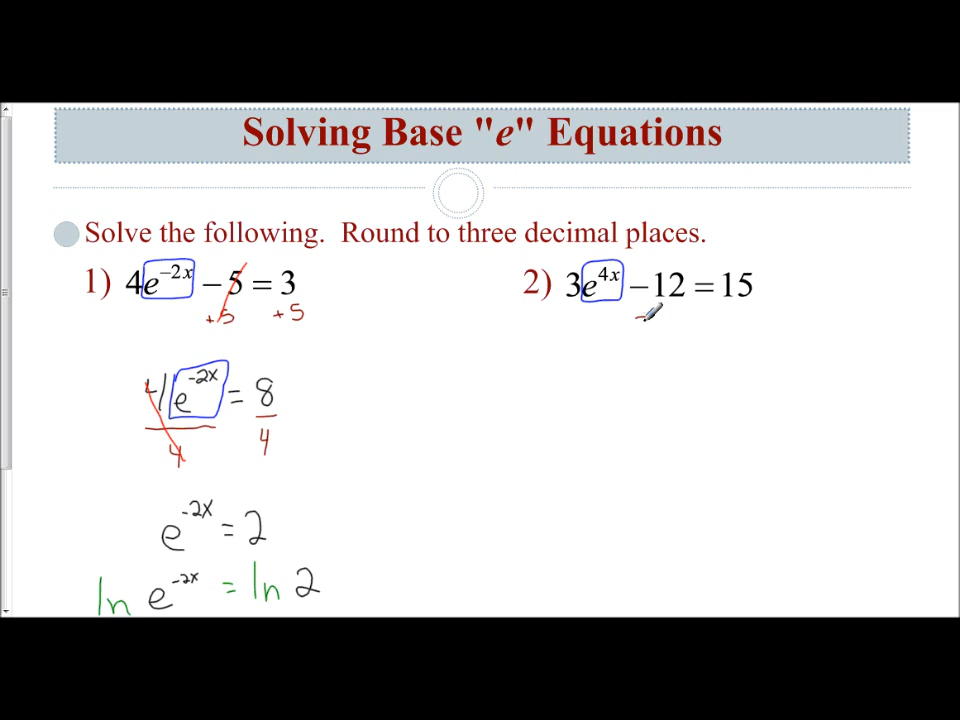 Solving Base "e" Equations
Solve the following. Round to three decimal places.
1) 4e^{-2x} - 5 = 3
+5 +5
4e^{-2x} = 8
4 4
e^{-2x} = 2
ln e^{-2x} = ln 2
2) 3e^{4x} - 12 = 15